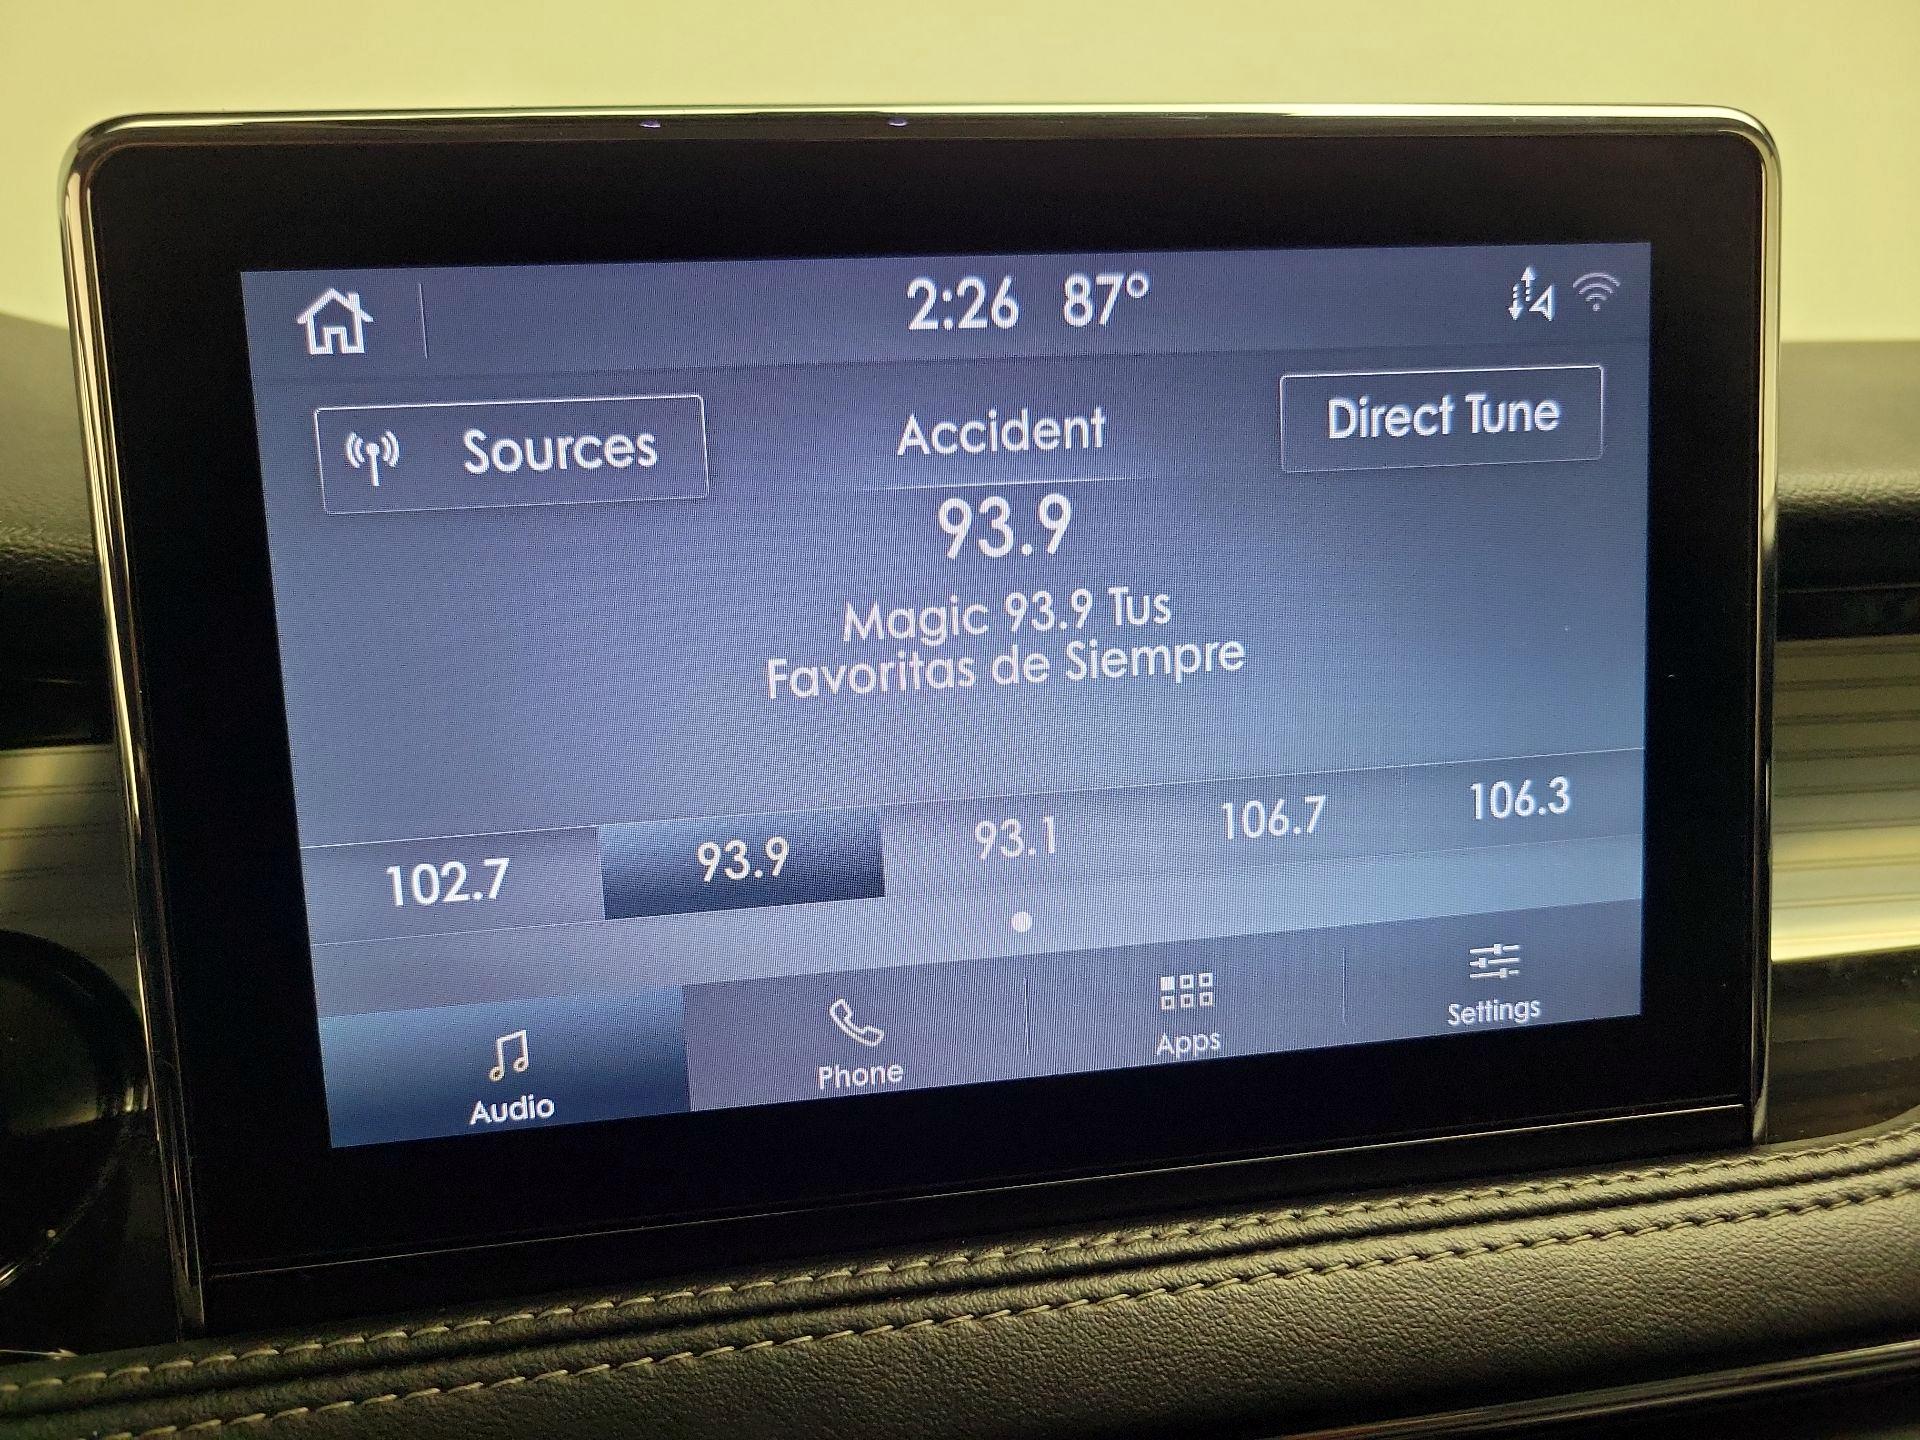 2:26 87°
Sources
Accident
Direct Tune
93.9
Magic 93.9 Tus
Favoritas de Siempre
102.7
93.9
93.1
106.7
106.3
Audio
Phone
Apps
Settings